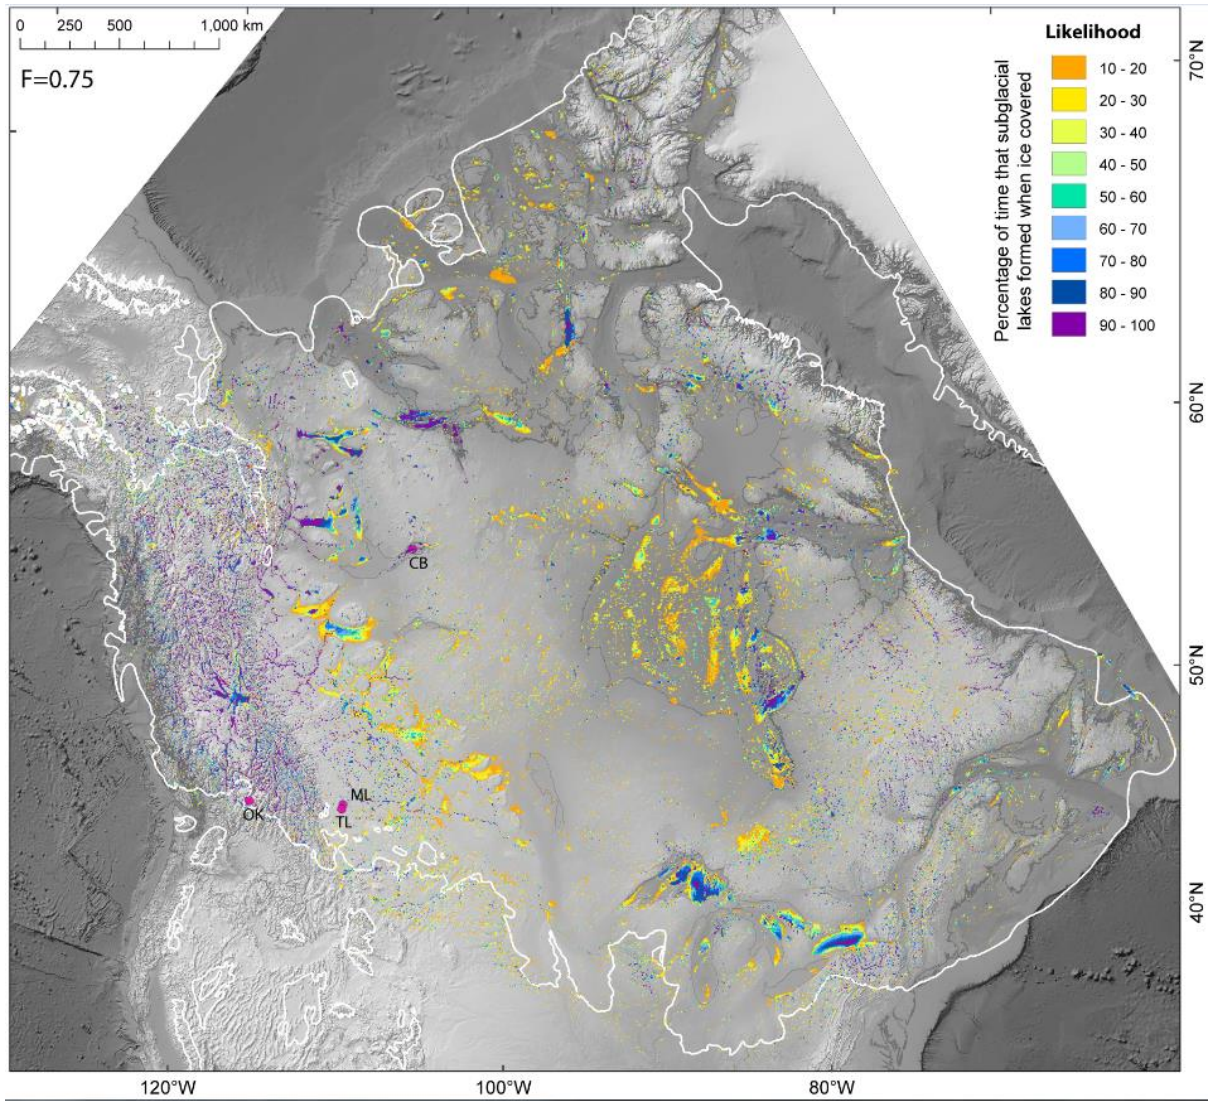 0 250 500 1,000 km
F=0.75
Likelihood
Percentage of time that subglacial
lakes formed when ice covered
10 - 20
20 - 30
30 - 40
40 - 50
50 - 60
60 - 70
70 - 80
80 - 90
90 - 100
70°N
60°N
50°N
40°N
CB
OK
ML
TL
120°W 100°W 80°W